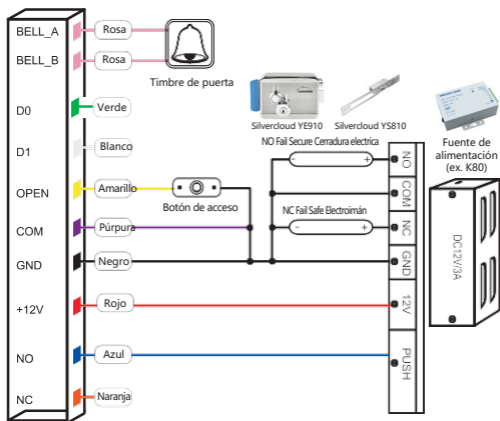 BELL_A
Rosa
BELL_B
Rosa
Timbre de puerta
D0
Verde
D1
Blanco
OPEN
Amarillo
Botón de acceso
COM
Púrpura
GND
Negro
+12V
Rojo
NO
Azul
NC
Naranja
Silvercloud YE910
Silvercloud YS810
NO Fail Secure Cerradura electrica
- +
NC Fail Safe Electroimán
- +
Fuente de
alimentación
(ex. K80)
NO
COM
NC
GND
12V
PUSH
DC12V/3A